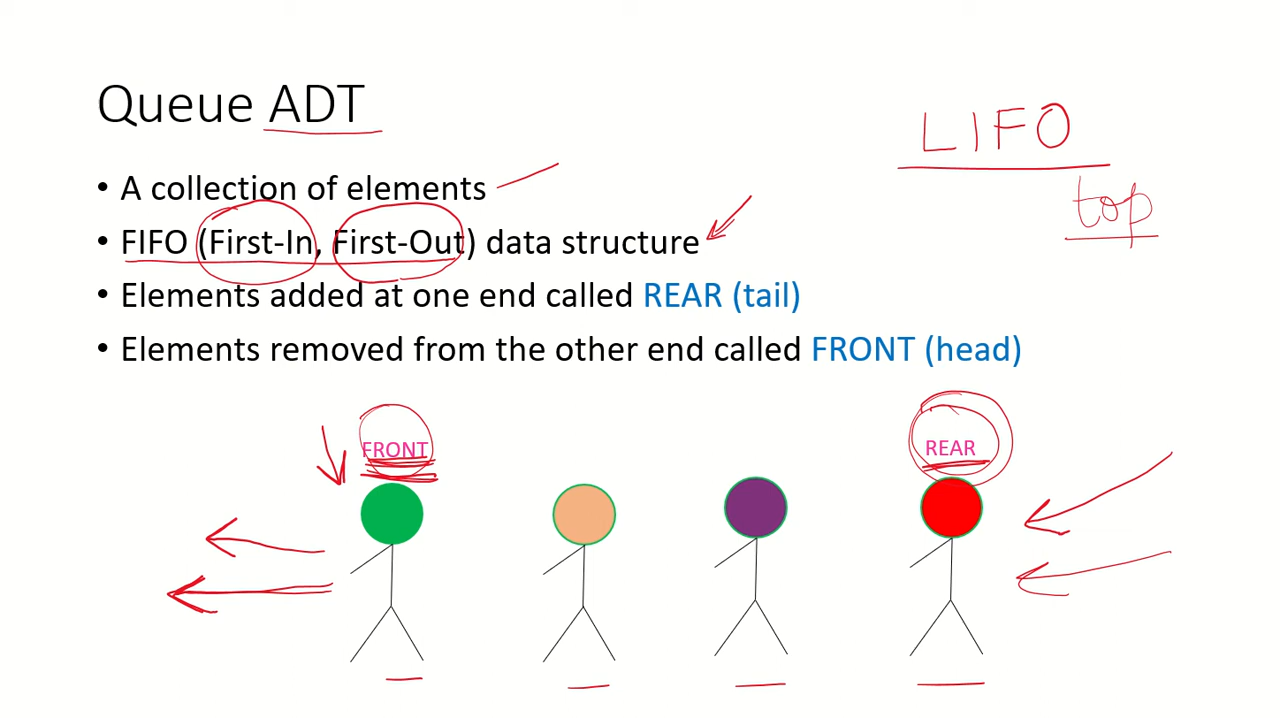 Queue ADT
LIFO
top
• A collection of elements
• FIFO (First-In, First-Out) data structure
• Elements added at one end called REAR (tail)
• Elements removed from the other end called FRONT (head)
FRONT
REAR